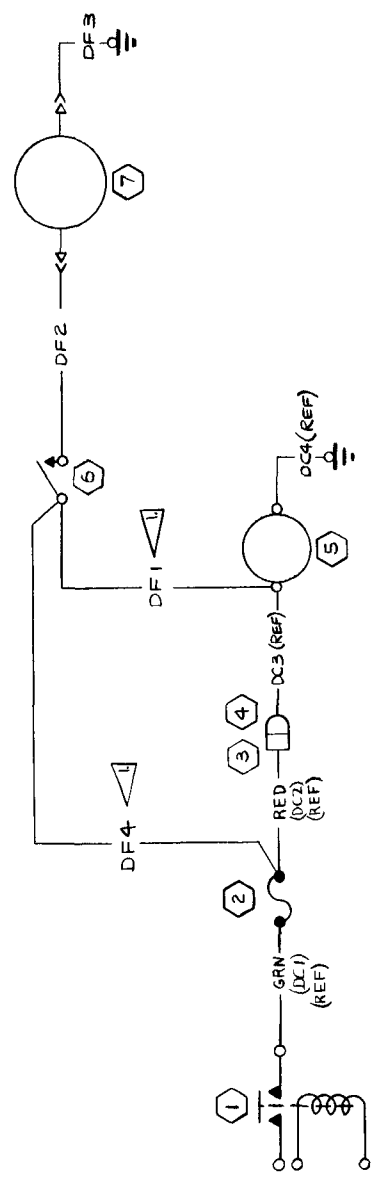 DF3
7
DF2
6
DC4 (REF)
1.
DF1
5
DC3 (REF)
4
3
1.
DF4
RED
(DC2)
(REF)
2
GRN
(DC1)
(REF)
1